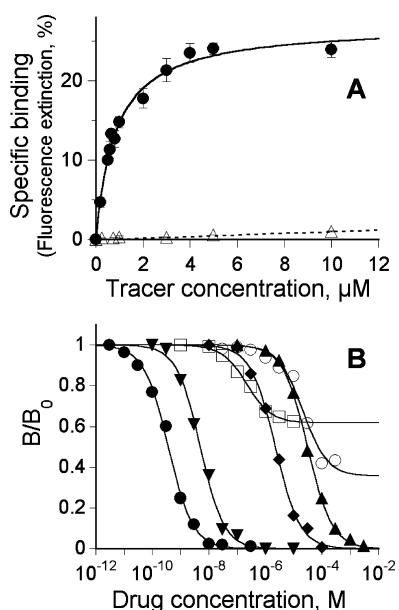 A
Specific binding
(Fluorescence extinction, %)
20
10
0
0 2 4 6 8 10 12
Tracer concentration, µM
B
B/B0
1
0.8
0.6
0.4
0.2
0
10-12 10-10 10-8 10-6 10-4 10-2
Drug concentration, M